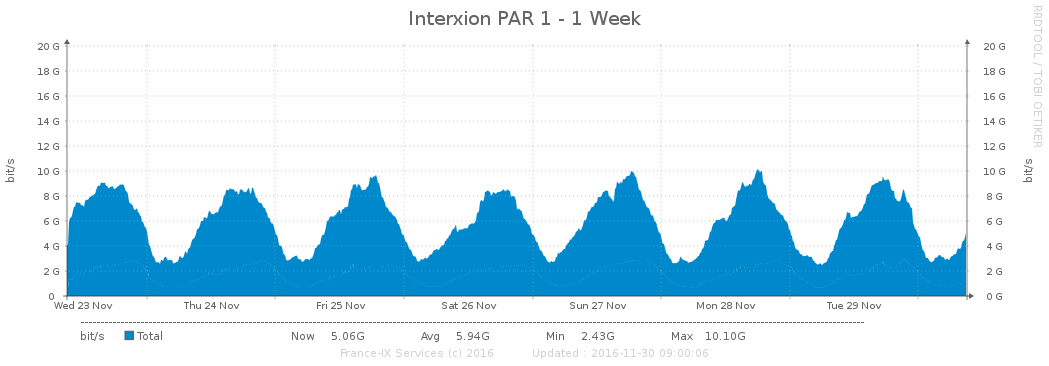 Interxion PAR 1 - 1 Week
RRDTOOL / TOBI OETIKER
20 G 20 G
18 G 18 G
16 G 16 G
14 G 14 G
12 G 12 G
10 G 10 G
8 G 8 G
6 G 6 G
4 G 4 G
2 G 2 G
0 0 G
bit/s
bit/s
Wed 23 Nov Thu 24 Nov Fri 25 Nov Sat 26 Nov Sun 27 Nov Mon 28 Nov Tue 29 Nov
bit/s Total Now 5.06G Avg 5.94G Min 2.43G Max 10.10G
France-IX Services (c) 2016 Updated : 2016-11-30 09:00:06